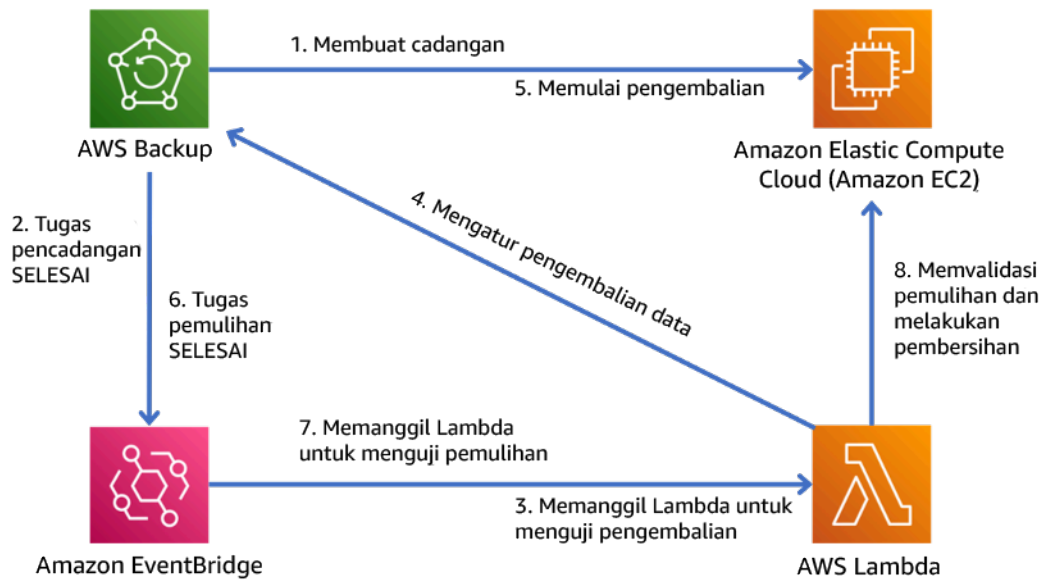 1. Membuat cadangan
5. Memulai pengembalian
AWS Backup
Amazon Elastic Compute
Cloud (Amazon EC2)
2. Tugas
pencadangan
SELESAI
6. Tugas
pemulihan
SELESAI
4. Mengatur pengembalian data
8. Memvalidasi
pemulihan dan
melakukan
pembersihan
7. Memanggil Lambda
untuk menguji pemulihan
3. Memanggil Lambda untuk
menguji pengembalian
Amazon EventBridge
AWS Lambda